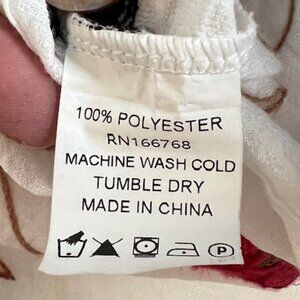 100% POLYESTER
RN166768
MACHINE WASH COLD
TUMBLE DRY
MADE IN CHINA
P